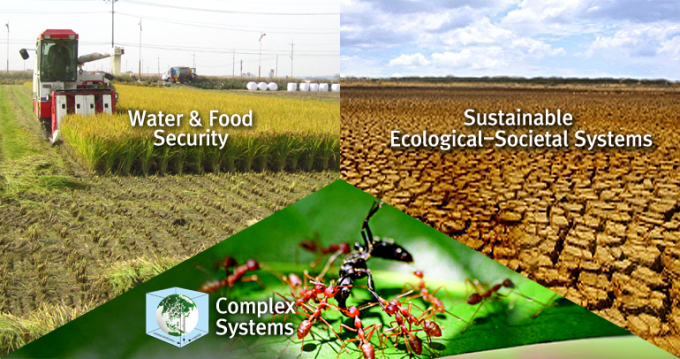 Water & Food
Security
Sustainable
Ecological-Societal Systems
Complex
Systems